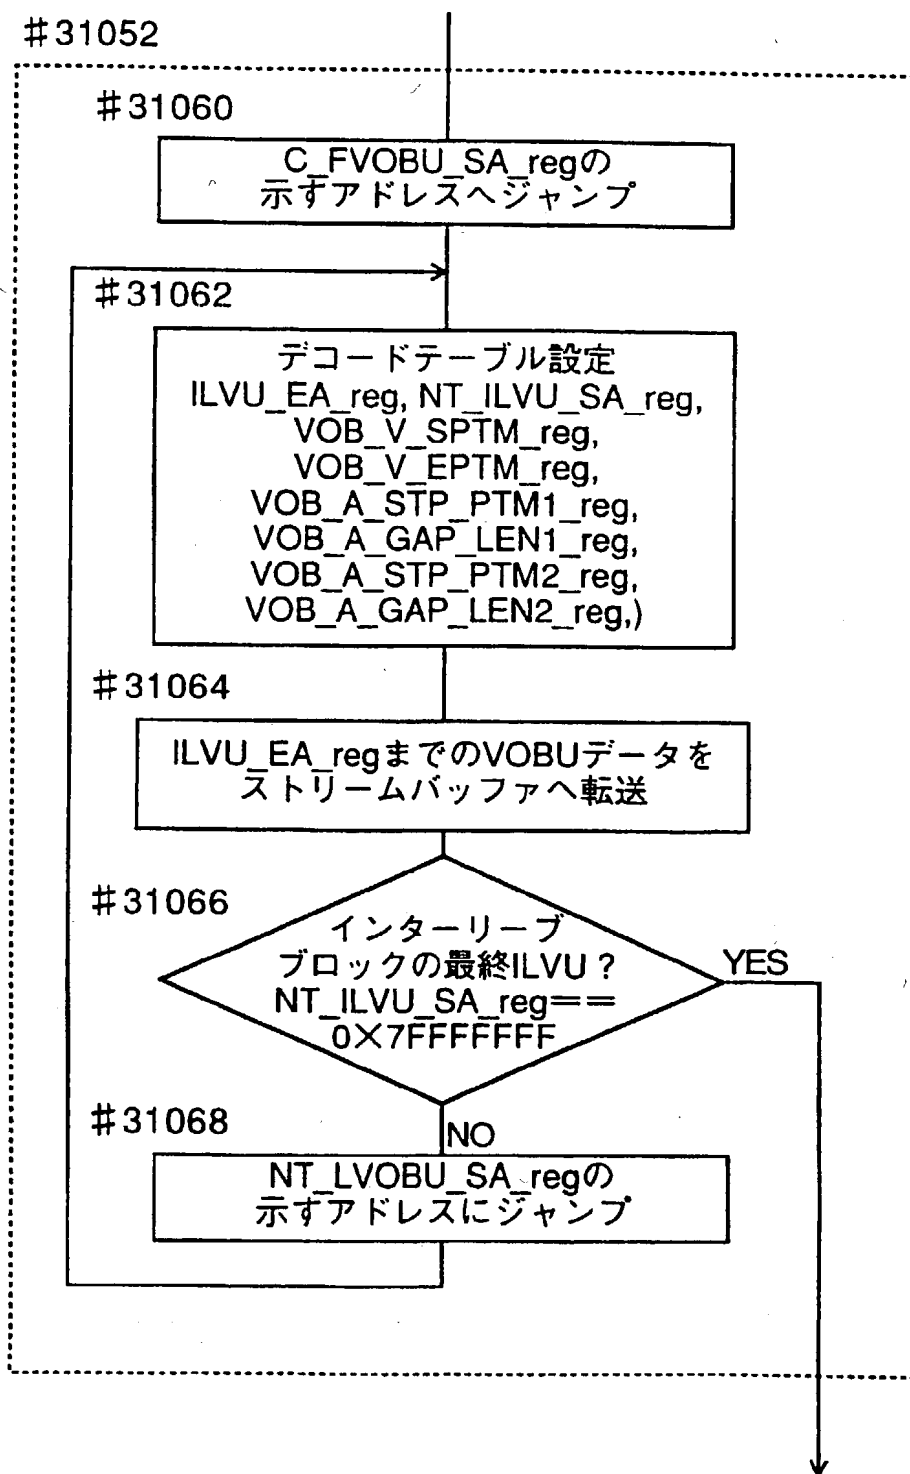 #31052
#31060
C_FVOBU_SA_regの
示すアドレスへジャンプ
#31062
デコードテーブル設定
ILVU_EA_reg, NT_ILVU_SA_reg,
VOB_V_SPTM_reg,
VOB_V_EPTM_reg,
VOB_A_STP_PTM1_reg,
VOB_A_GAP_LEN1_reg,
VOB_A_STP_PTM2_reg,
VOB_A_GAP_LEN2_reg,)
#31064
ILVU_EA_regまでのVOBUデータを
ストリームバッファへ転送
#31066
インターリーブ
ブロックの最終ILVU?
NT_ILVU_SA_reg==
0×7FFFFFFF
YES
#31068
NO
NT_LVOBU_SA_regの
示すアドレスにジャンプ